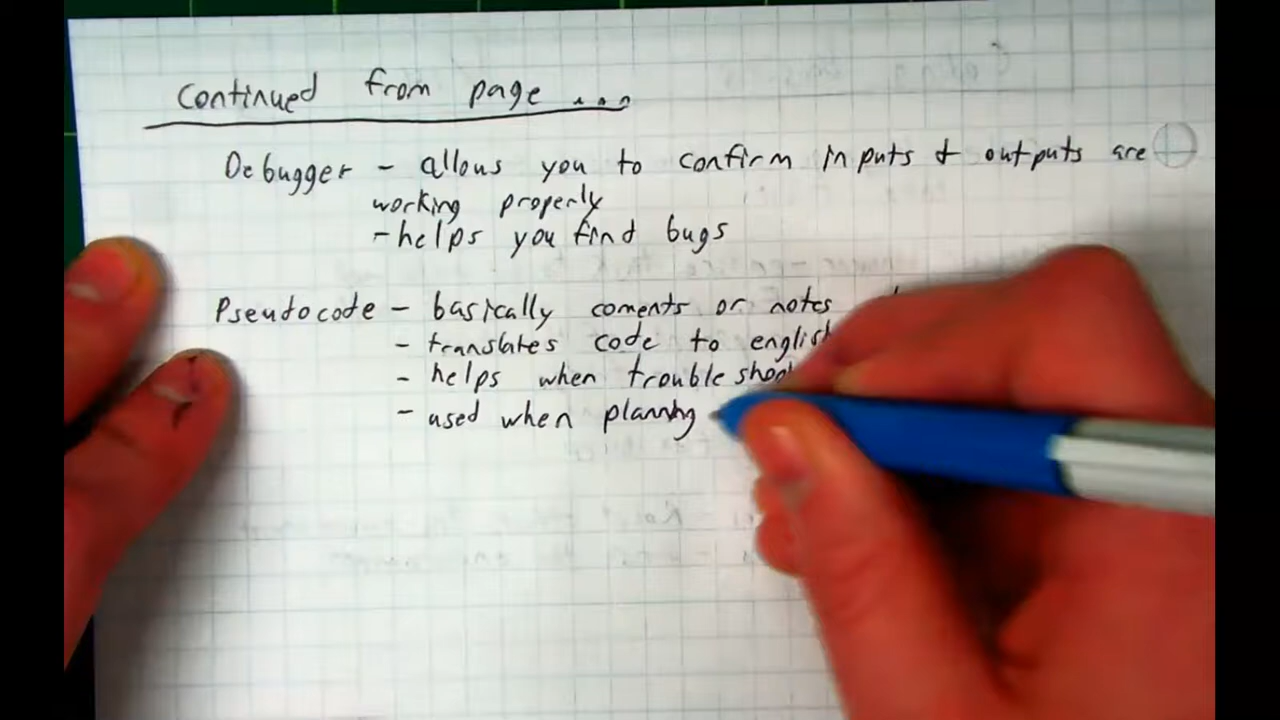 Continued from page ...
Debugger - allows you to confirm inputs & outputs are
working properly
- helps you find bugs
Pseudocode - basically coments or notes
- translates code to english
- helps when trouble shoot
- used when planning